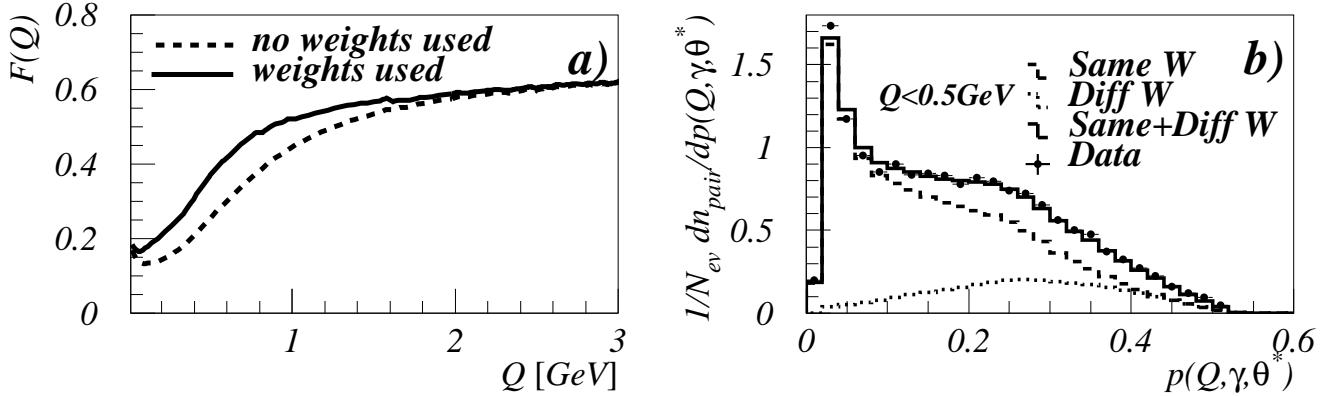 F(Q)
0.8
0.6
0.4
0.2
0
no weights used
weights used
a)
1
2
3
Q [GeV]
1/N_ev dn_pair/dp(Q,γ,θ*)
1.5
1
0.5
0
b)
Q<0.5GeV
Same W
Diff W
Same+Diff W
Data
0
0.2
0.4
0.6
p(Q,γ,θ*)